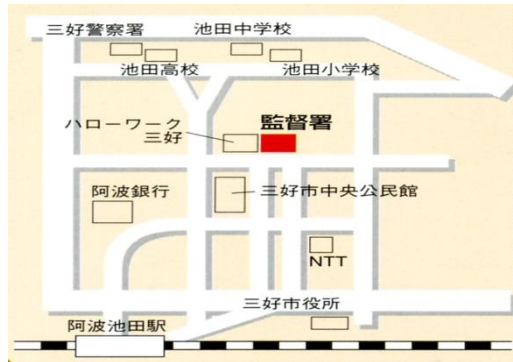 三好警察署
池田中学校
池田高校
池田小学校
ハローワーク
三好
監督署
阿波銀行
三好市中央公民館
NTT
三好市役所
阿波池田駅